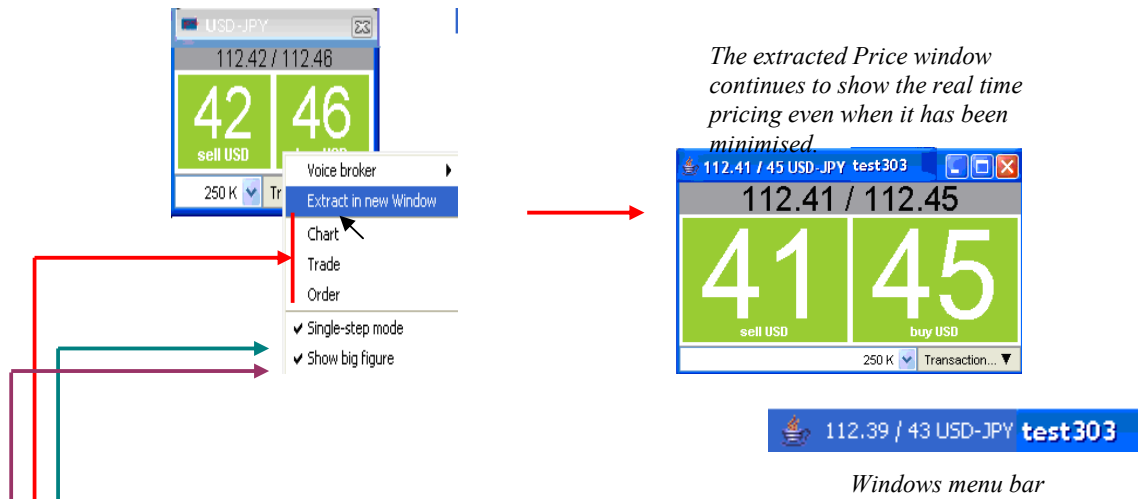 USD-JPY
112.42 / 112.46
42
46
sell USD
250 K
Tr
Voice broker
Extract in new Window
Chart
Trade
Order
Single-step mode
Show big figure
The extracted Price window
continues to show the real time
pricing even when it has been
minimised.
112.41 / 45 USD-JPY test303
112.41 / 112.45
41
45
sell USD
buy USD
250 K
Transaction...
112.39 / 43 USD-JPY test303
Windows menu bar